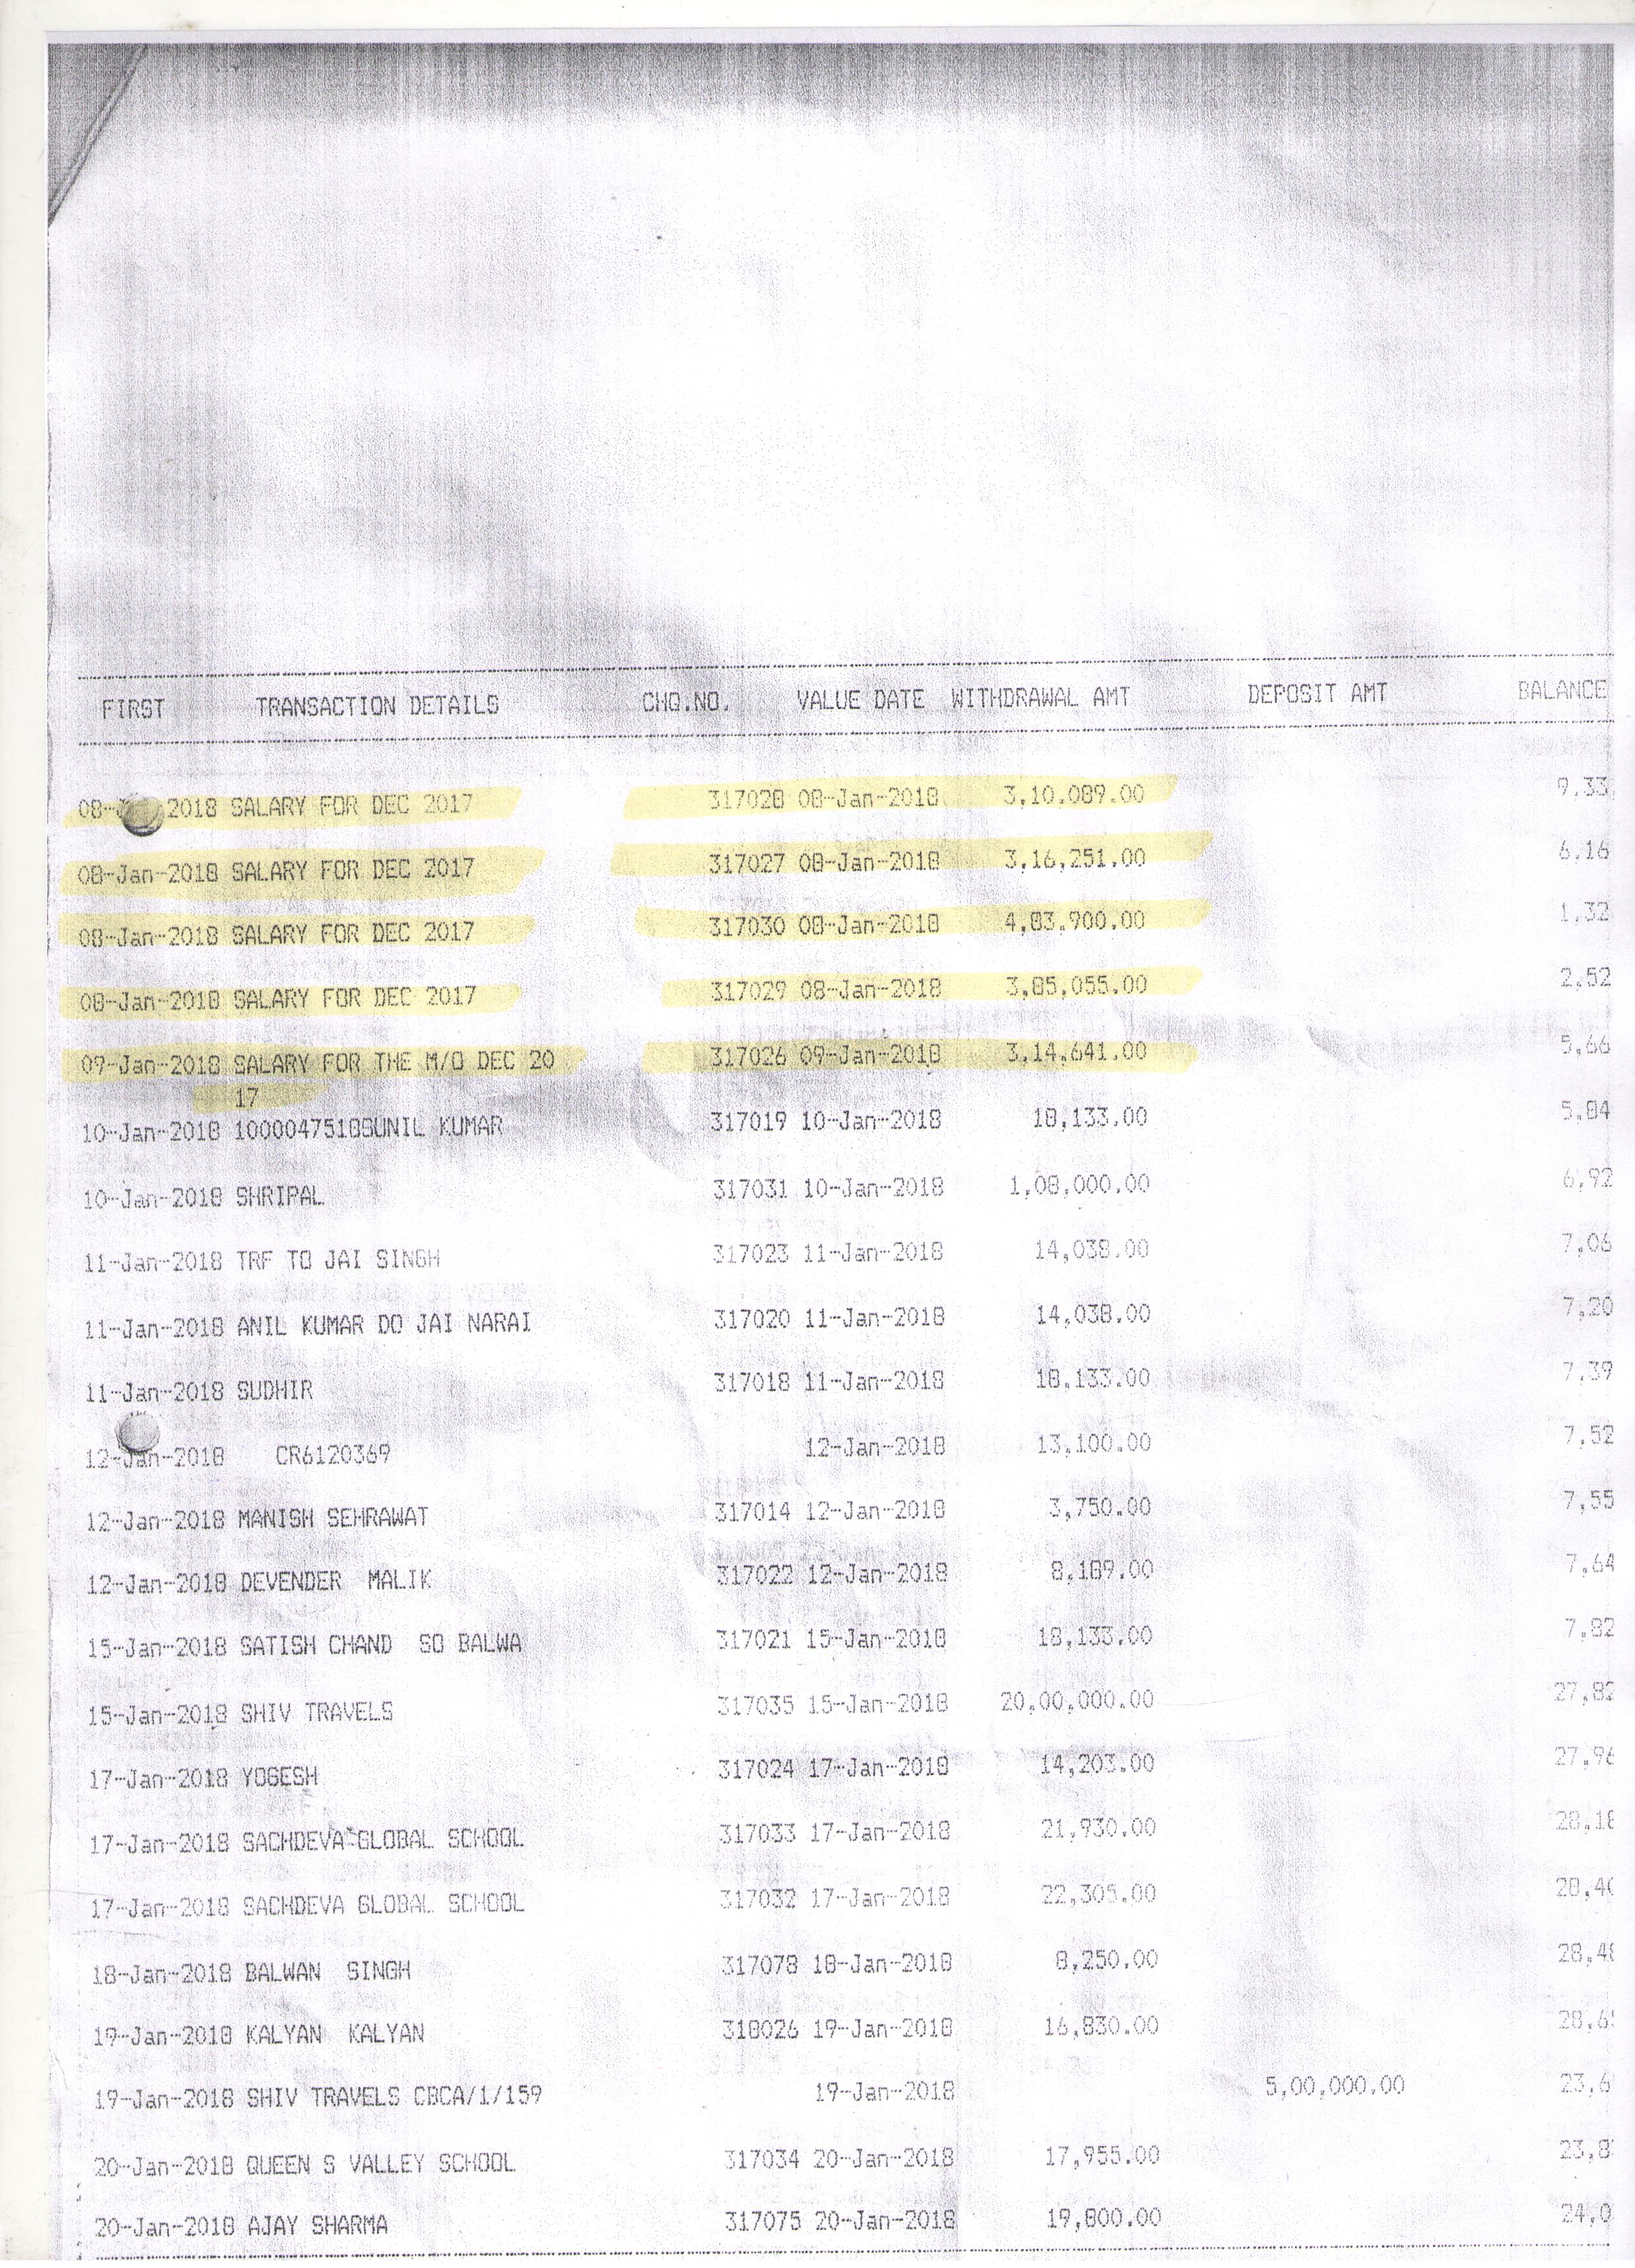 FIRST TRANSACTION DETAILS CHQ.NO. VALUE DATE WITHDRAWAL AMT DEPOSIT AMT BALANCE
08-J 2018 SALARY FOR DEC 2017 317028 08-Jan-2018 3,10,089.00 9,33
08-Jan-2018 SALARY FOR DEC 2017 317027 08-Jan-2018 3,16,251.00 6,16
08-Jan-2018 SALARY FOR DEC 2017 317030 08-Jan-2018 4,83,900.00 1,32
08-Jan-2018 SALARY FOR DEC 2017 317029 08-Jan-2018 3,85,055.00 2,52
09-Jan-2018 SALARY FOR THE M/O DEC 20 317026 09-Jan-2018 3,14,641.00 5,66
17
10-Jan-2018 10000475188UNIL KUMAR 317019 10-Jan-2018 18,133.00 5,84
10-Jan-2018 SHRIPAL 317031 10-Jan-2018 1,08,000.00 6,92
11-Jan-2018 TRF TO JAI SINGH 317023 11-Jan-2018 14,038.00 7,06
11-Jan-2018 ANIL KUMAR DO JAI NARAI 317020 11-Jan-2018 14,038.00 7,20
11-Jan-2018 SUDHIR 317018 11-Jan-2018 18,133.00 7,39
12-Jan-2018 CR6120369 12-Jan-2018 13,100.00 7,52
12-Jan-2018 MANISH SEHRAWAT 317014 12-Jan-2018 3,750.00 7,55
12-Jan-2018 DEVENDER MALIK 317022 12-Jan-2018 8,189.00 7,64
15-Jan-2018 SATISH CHAND SO BALWA 317021 15-Jan-2018 18,133.00 7,82
15-Jan-2018 SHIV TRAVELS 317035 15-Jan-2018 20,00,000.00 27,82
17-Jan-2018 YOGESH 317024 17-Jan-2018 14,203.00 27,96
17-Jan-2018 SACHDEVA GLOBAL SCHOOL 317033 17-Jan-2018 21,930.00 28,18
17-Jan-2018 SACHDEVA GLOBAL SCHOOL 317032 17-Jan-2018 22,305.00 28,40
18-Jan-2018 BALWAN SINGH 317078 18-Jan-2018 8,250.00 28,48
19-Jan-2018 KALYAN KALYAN 318026 19-Jan-2018 16,830.00 28,6
19-Jan-2018 SHIV TRAVELS CBCA/1/159 19-Jan-2018 5,00,000.00 23,6
20-Jan-2018 QUEEN S VALLEY SCHOOL 317034 20-Jan-2018 17,955.00 23,8
20-Jan-2018 AJAY SHARMA 317075 20-Jan-2018 19,800.00 24,0